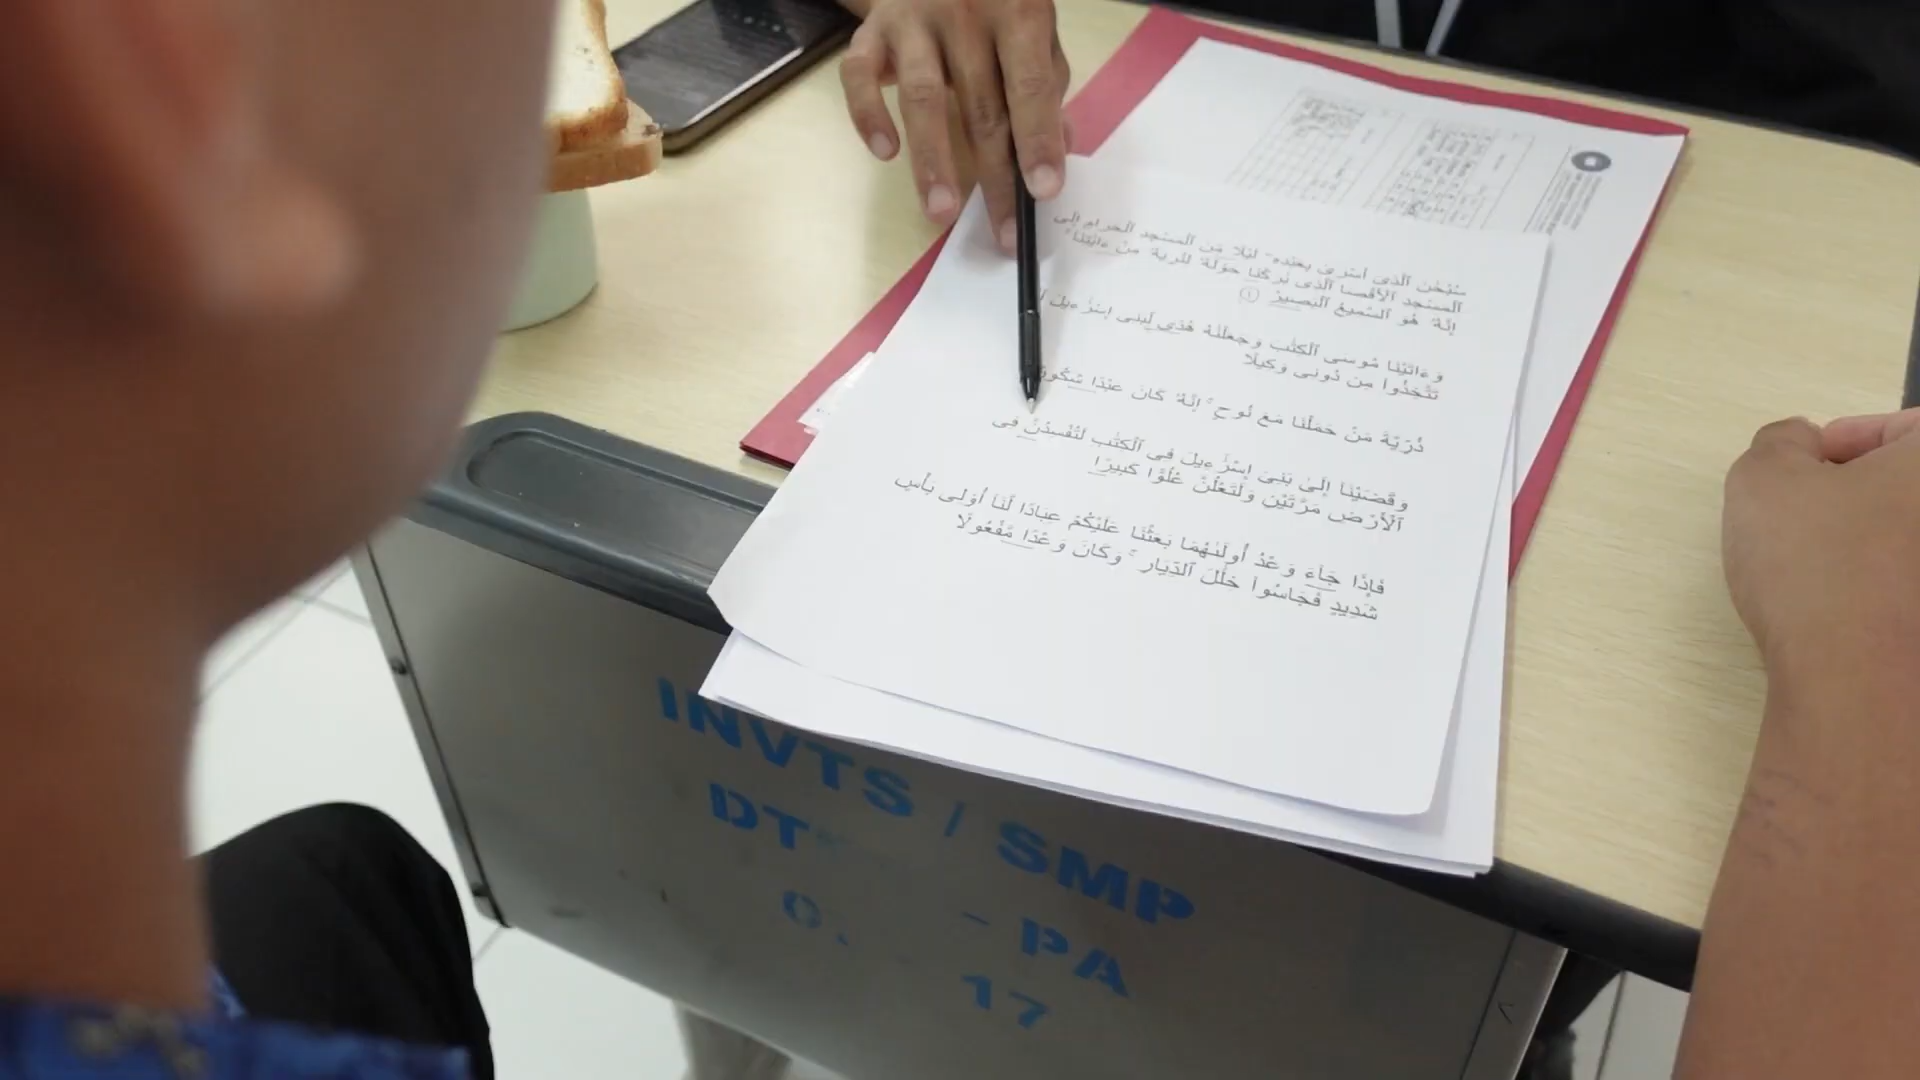 سُبْحَٰنَ ٱلَّذِى أَسْرَىٰ بِعَبْدِهِۦ لَيْلًا مِّنَ ٱلْمَسْجِدِ ٱلْحَرَامِ إِلَى
ٱلْمَسْجِدِ ٱلْأَقْصَا ٱلَّذِى بَٰرَكْنَا حَوْلَهُۥ لِنُرِيَهُۥ مِنْ ءَايَٰتِنَآ ۚ
إِنَّهُۥ هُوَ ٱلسَّمِيعُ ٱلْبَصِيرُ ١
وَءَاتَيْنَا مُوسَى ٱلْكِتَٰبَ وَجَعَلْنَٰهُ هُدًى لِّبَنِىٓ إِسْرَٰٓءِيلَ
تَتَّخِذُوا۟ مِن دُونِى وَكِيلًا
ذُرِّيَّةَ مَنْ حَمَلْنَا مَعَ نُوحٍ ۚ إِنَّهُۥ كَانَ عَبْدًا شَكُورًا
وَقَضَيْنَآ إِلَىٰ بَنِىٓ إِسْرَٰٓءِيلَ فِى ٱلْكِتَٰبِ لَتُفْسِدُنَّ فِى
ٱلْأَرْضِ مَرَّتَيْنِ وَلَتَعْلُنَّ عُلُوًّا كَبِيرًا
فَإِذَا جَآءَ وَعْدُ أُولَىٰهُمَا بَعَثْنَا عَلَيْكُمْ عِبَادًا لَّنَآ أُو۟لِى بَأْسٍ
شَدِيدٍ فَجَاسُوا۟ خِلَٰلَ ٱلدِّيَارِ ۚ وَكَانَ وَعْدًا مَّفْعُولًا
INVTS / SMP
DT
0. - PA
17